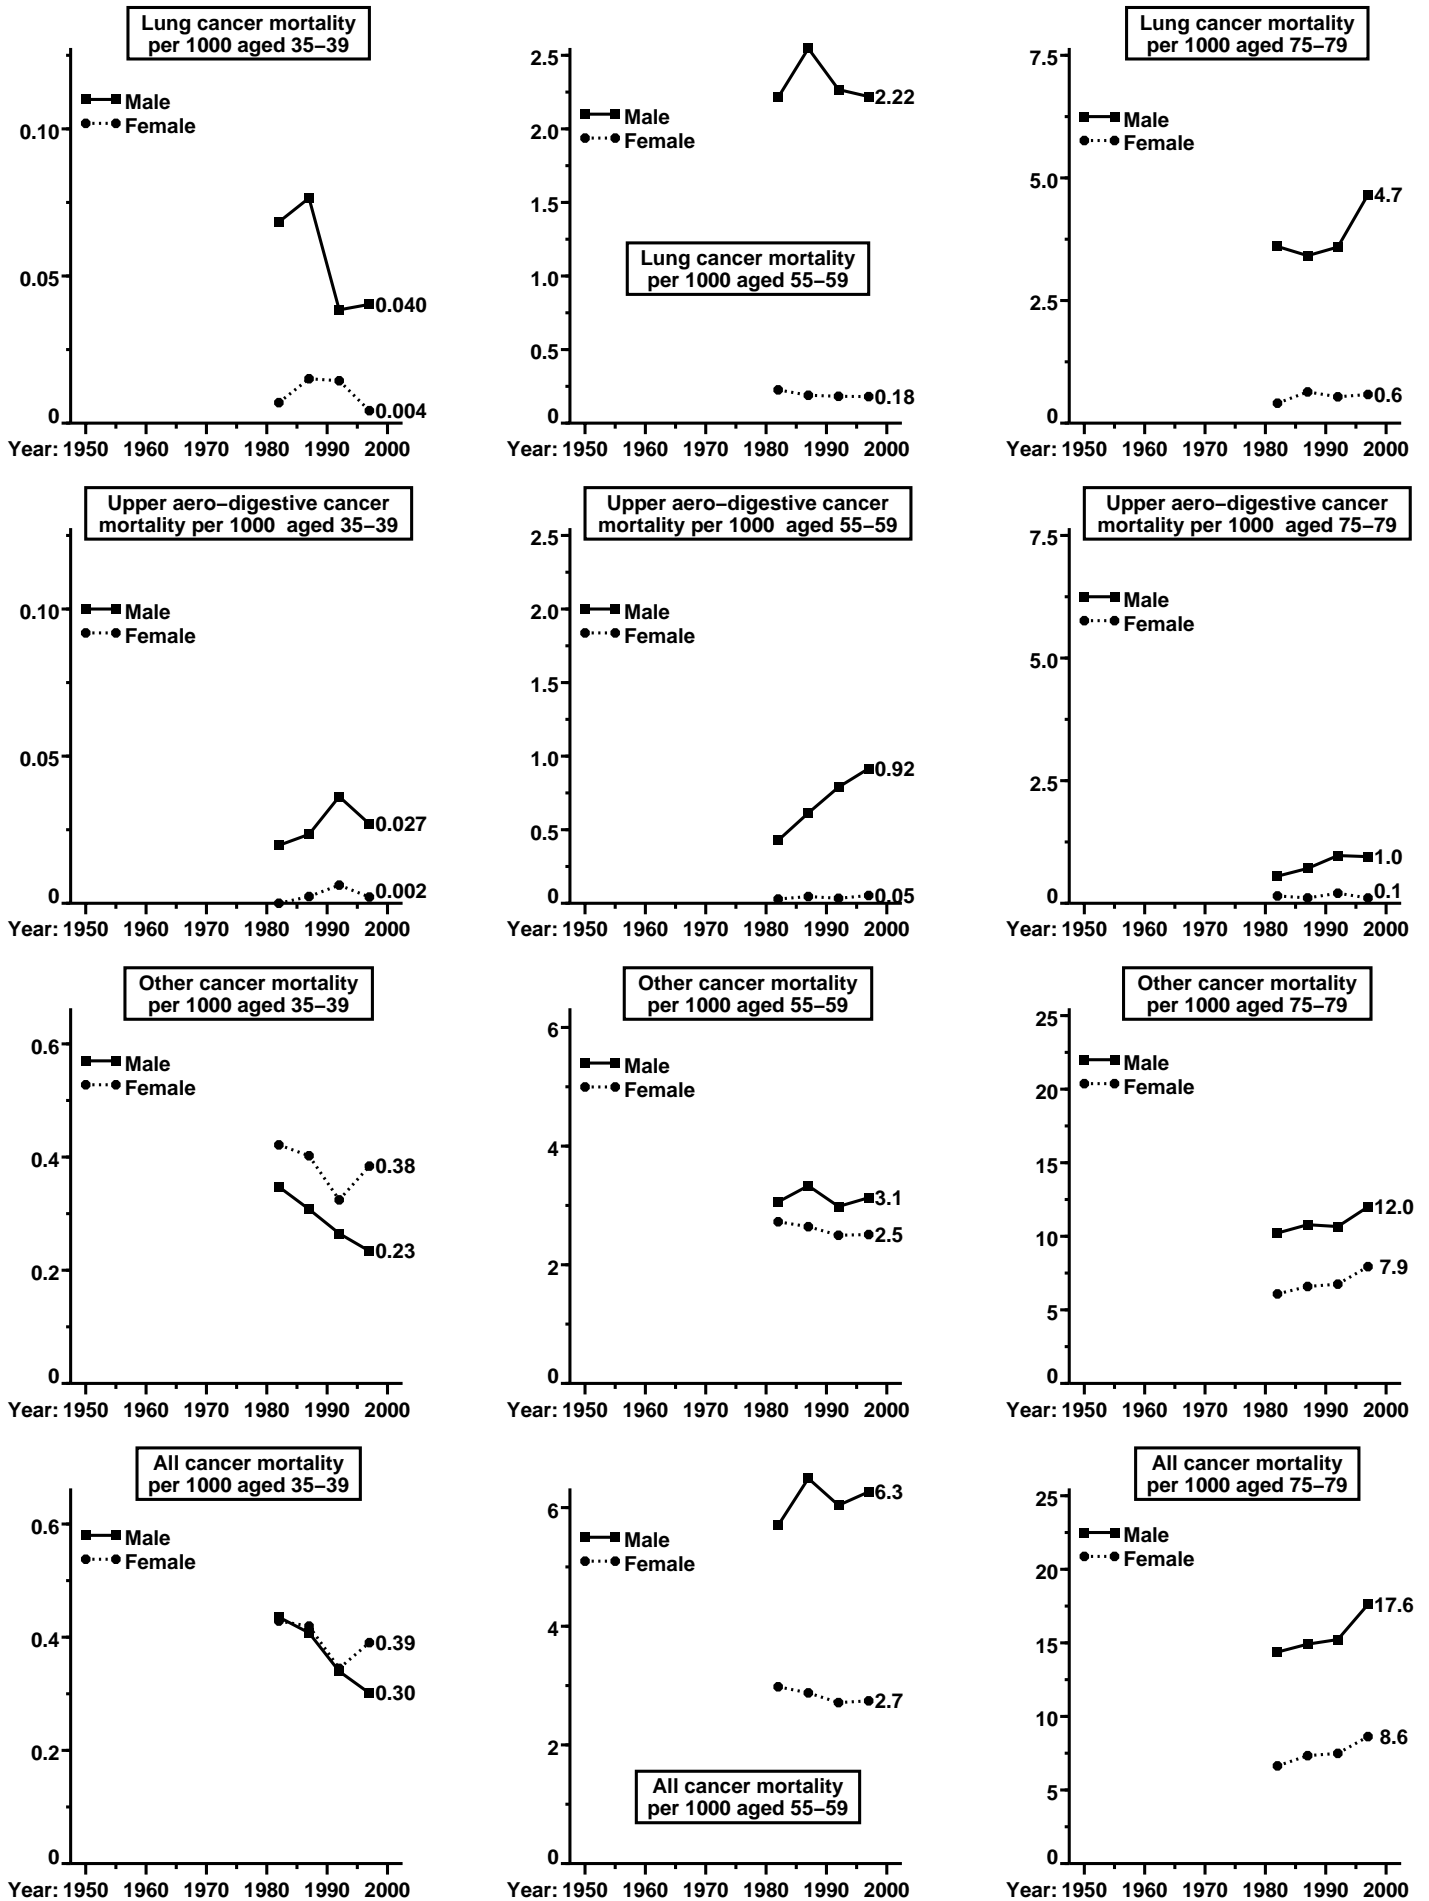 Lung cancer mortality
per 1000 aged 35–39
Male
Female
0.10
0.05
0
0.040
0.004
Year: 1950 1960 1970 1980 1990 2000
2.5
2.0
1.5
1.0
0.5
0
Male
Female
2.22
Lung cancer mortality
per 1000 aged 55–59
0.18
Year: 1950 1960 1970 1980 1990 2000
Lung cancer mortality
per 1000 aged 75–79
7.5
5.0
2.5
0
Male
Female
4.7
0.6
Year: 1950 1960 1970 1980 1990 2000
Upper aero–digestive cancer
mortality per 1000 aged 35–39
0.10
0.05
0
Male
Female
0.027
0.002
Year: 1950 1960 1970 1980 1990 2000
Upper aero–digestive cancer
mortality per 1000 aged 55–59
2.5
2.0
1.5
1.0
0.5
0
Male
Female
0.92
0.05
Year: 1950 1960 1970 1980 1990 2000
Upper aero–digestive cancer
mortality per 1000 aged 75–79
7.5
5.0
2.5
0
Male
Female
1.0
0.1
Year: 1950 1960 1970 1980 1990 2000
Other cancer mortality
per 1000 aged 35–39
0.6
0.4
0.2
0
Male
Female
0.38
0.23
Year: 1950 1960 1970 1980 1990 2000
Other cancer mortality
per 1000 aged 55–59
6
4
2
0
Male
Female
3.1
2.5
Year: 1950 1960 1970 1980 1990 2000
Other cancer mortality
per 1000 aged 75–79
25
20
15
10
5
0
Male
Female
12.0
7.9
Year: 1950 1960 1970 1980 1990 2000
All cancer mortality
per 1000 aged 35–39
0.6
0.4
0.2
0
Male
Female
0.39
0.30
Year: 1950 1960 1970 1980 1990 2000
6
4
2
0
Male
Female
6.3
2.7
All cancer mortality
per 1000 aged 55–59
Year: 1950 1960 1970 1980 1990 2000
All cancer mortality
per 1000 aged 75–79
25
20
15
10
5
0
Male
Female
17.6
8.6
Year: 1950 1960 1970 1980 1990 2000